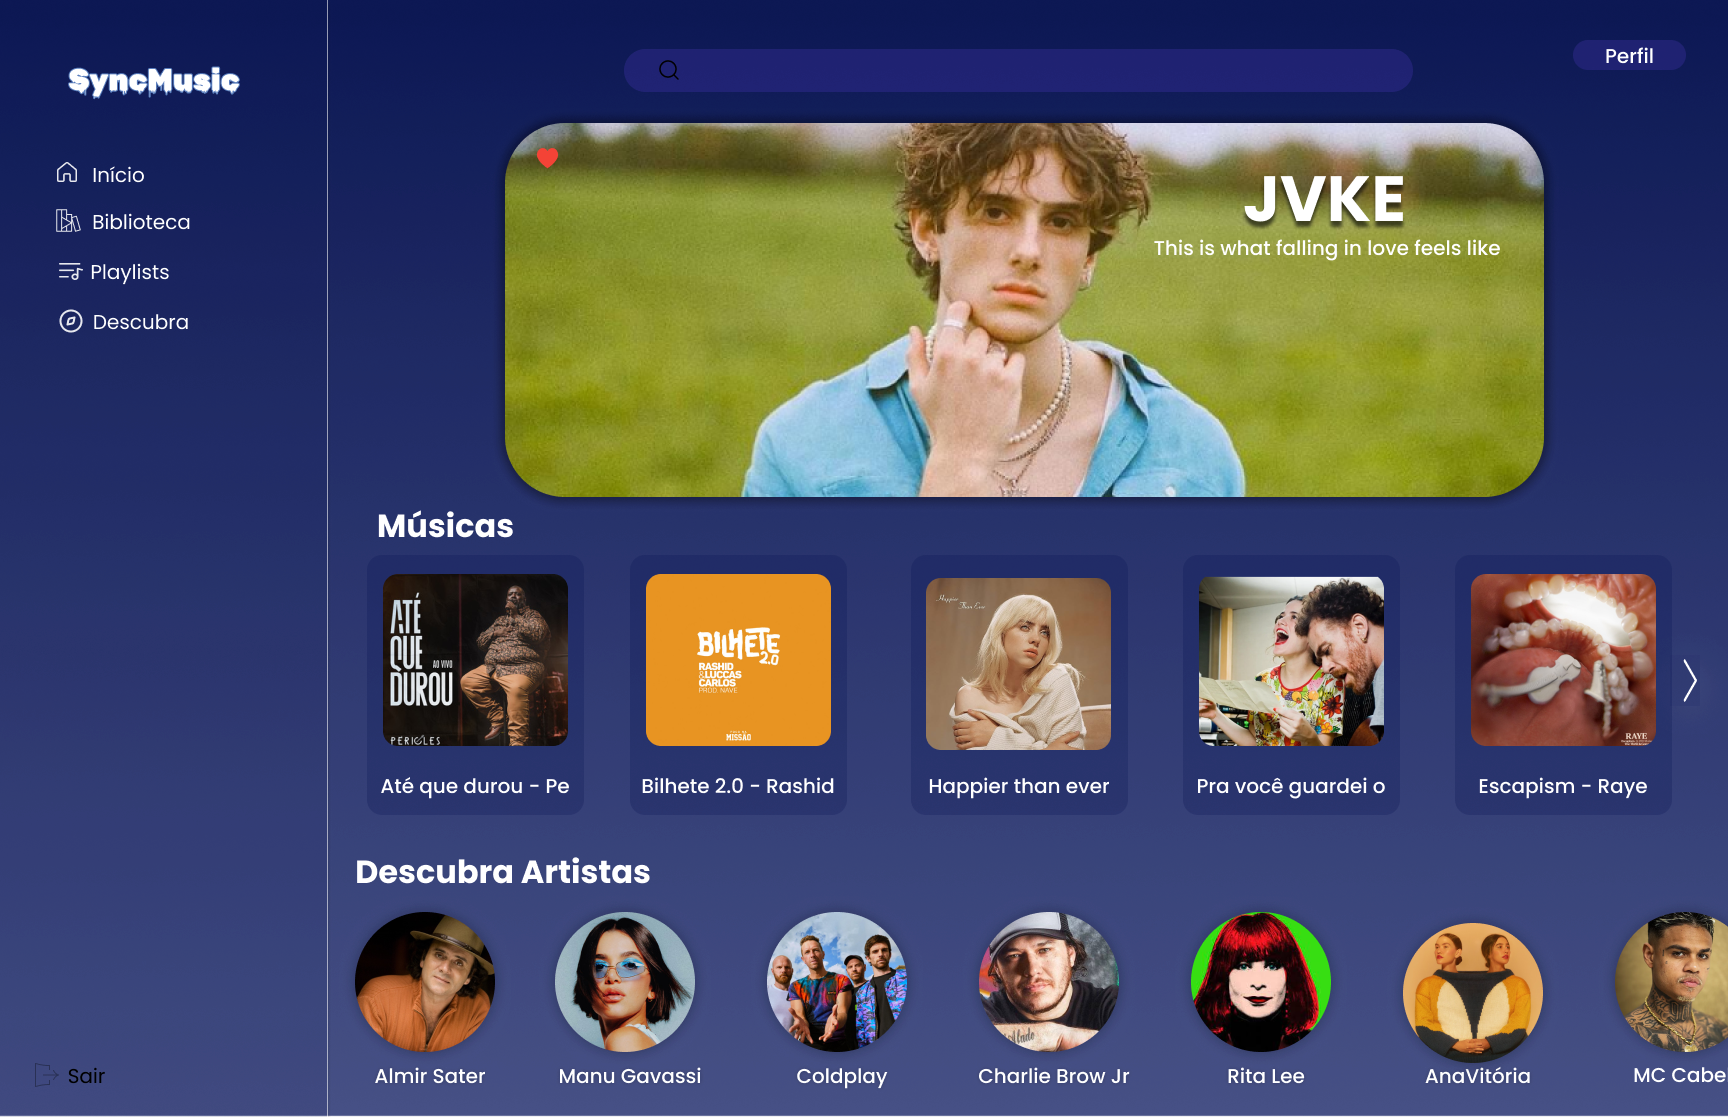 SyncMusic
Início
Biblioteca
Playlists
Descubra
Sair
Perfil
JVKE
This is what falling in love feels like
Músicas
ATÉ
QUE
AO VIVO
DUROU
PERICLES
Até que durou - Pe
BILHETE
2.0
RASHID
&LUCCAS
CARLOS
PROD. NAVE
MISSÃO
Bilhete 2.0 - Rashid
Happier
Than Ever
Happier than ever
Pra você guardei o
RAYE
Escapism - Raye
Descubra Artistas
Almir Sater
Manu Gavassi
Coldplay
Charlie Brow Jr
Rita Lee
AnaVitória
MC Cabe